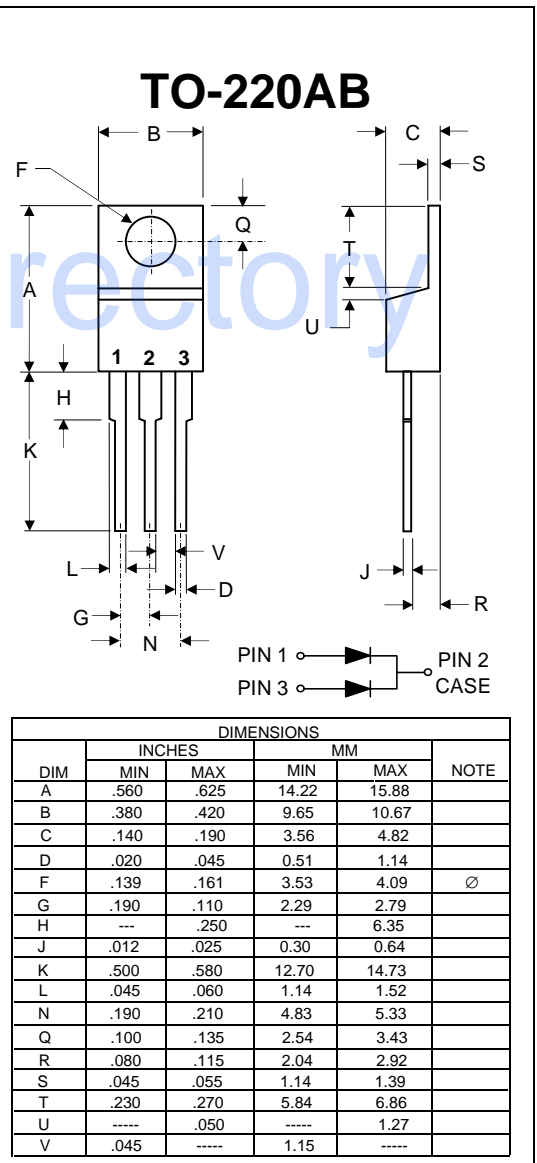 TO-220AB
B
C
F
S
Q
T
rectory
A
U
1 2 3
H
K
V
L
J
D
R
G
N
PIN 1
PIN 2
PIN 3
CASE
DIMENSIONS
INCHES MM
DIM MIN MAX MIN MAX NOTE
A .560 .625 14.22 15.88
B .380 .420 9.65 10.67
C .140 .190 3.56 4.82
D .020 .045 0.51 1.14
F .139 .161 3.53 4.09 ∅
G .190 .110 2.29 2.79
H --- .250 --- 6.35
J .012 .025 0.30 0.64
K .500 .580 12.70 14.73
L .045 .060 1.14 1.52
N .190 .210 4.83 5.33
Q .100 .135 2.54 3.43
R .080 .115 2.04 2.92
S .045 .055 1.14 1.39
T .230 .270 5.84 6.86
U ----- .050 ----- 1.27
V .045 ----- 1.15 -----